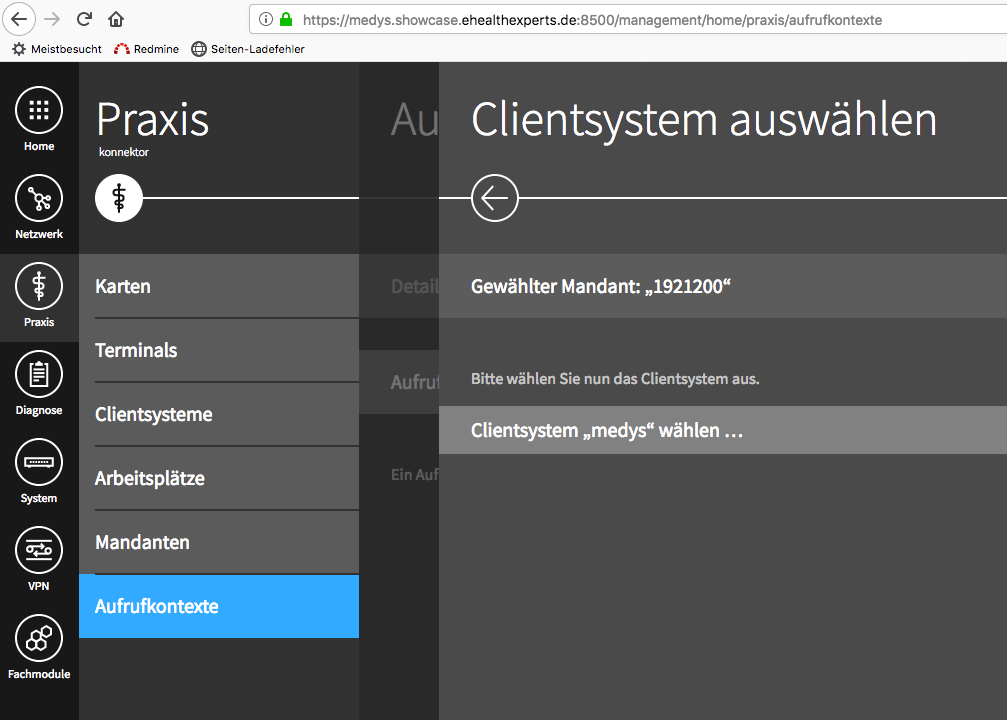 https://medys.showcase.ehealthexperts.de:8500/management/home/praxis/aufrufkontexte
Meistbesucht
Redmine
Seiten-Ladefehler
Home
Netzwerk
Praxis
Diagnose
System
VPN
Fachmodule
Praxis
konnektor
Karten
Terminals
Clientsysteme
Arbeitsplätze
Mandanten
Aufrufkontexte
Au
Detail
Aufruf
Ein Auf
Clientsystem auswählen
Gewählter Mandant: „1921200“
Bitte wählen Sie nun das Clientsystem aus.
Clientsystem „medys“ wählen …